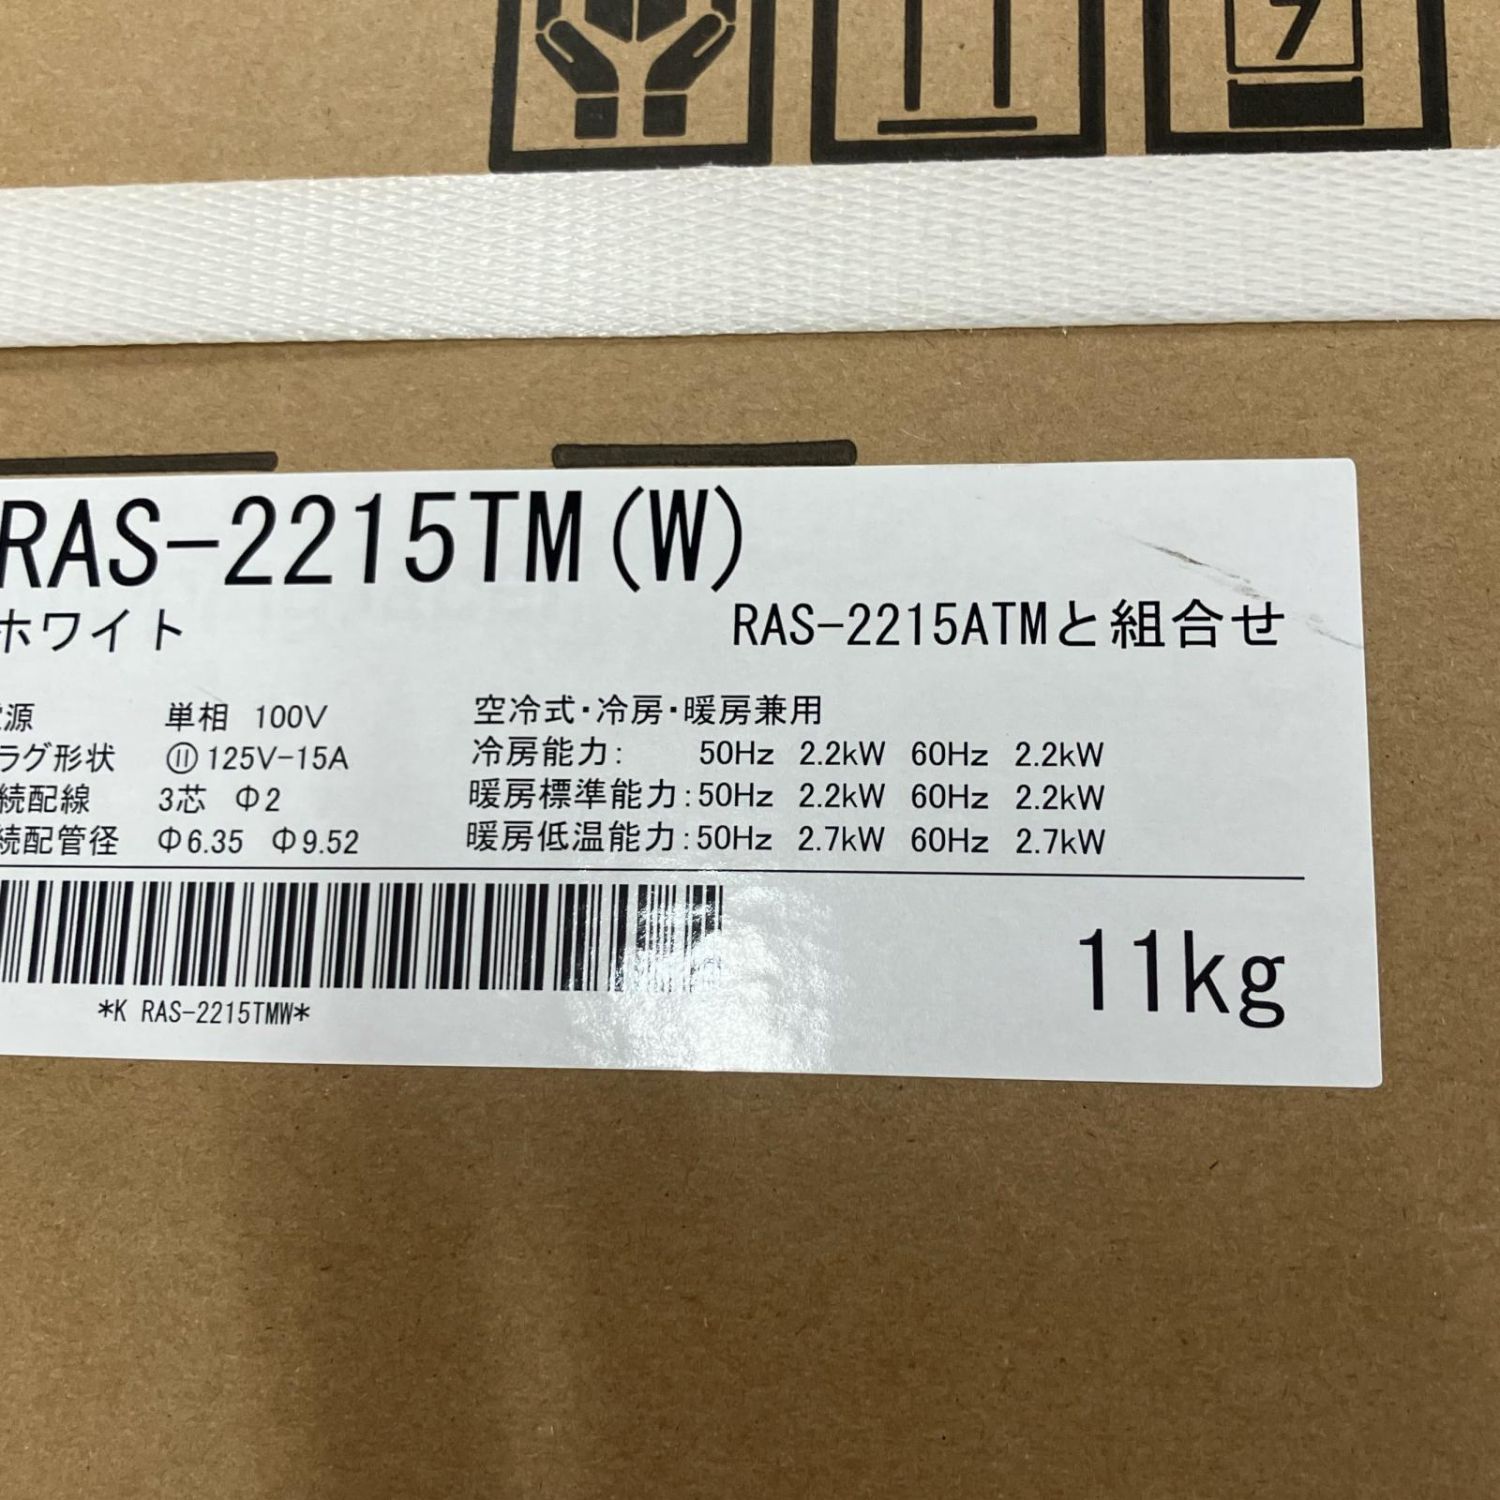 7
RAS-2215TM(W)
ホワイト
RAS-2215ATMと組合せ
源 単相 100V
ラグ形状 125V-15A
続配線 3芯 Φ2
続配管径 Φ6.35 Φ9.52
空冷式・冷房・暖房兼用
冷房能力: 50Hz 2.2kW 60Hz 2.2kW
暖房標準能力:50Hz 2.2kW 60Hz 2.2kW
暖房低温能力:50Hz 2.7kW 60Hz 2.7kW
*K RAS-2215TMW*
11kg